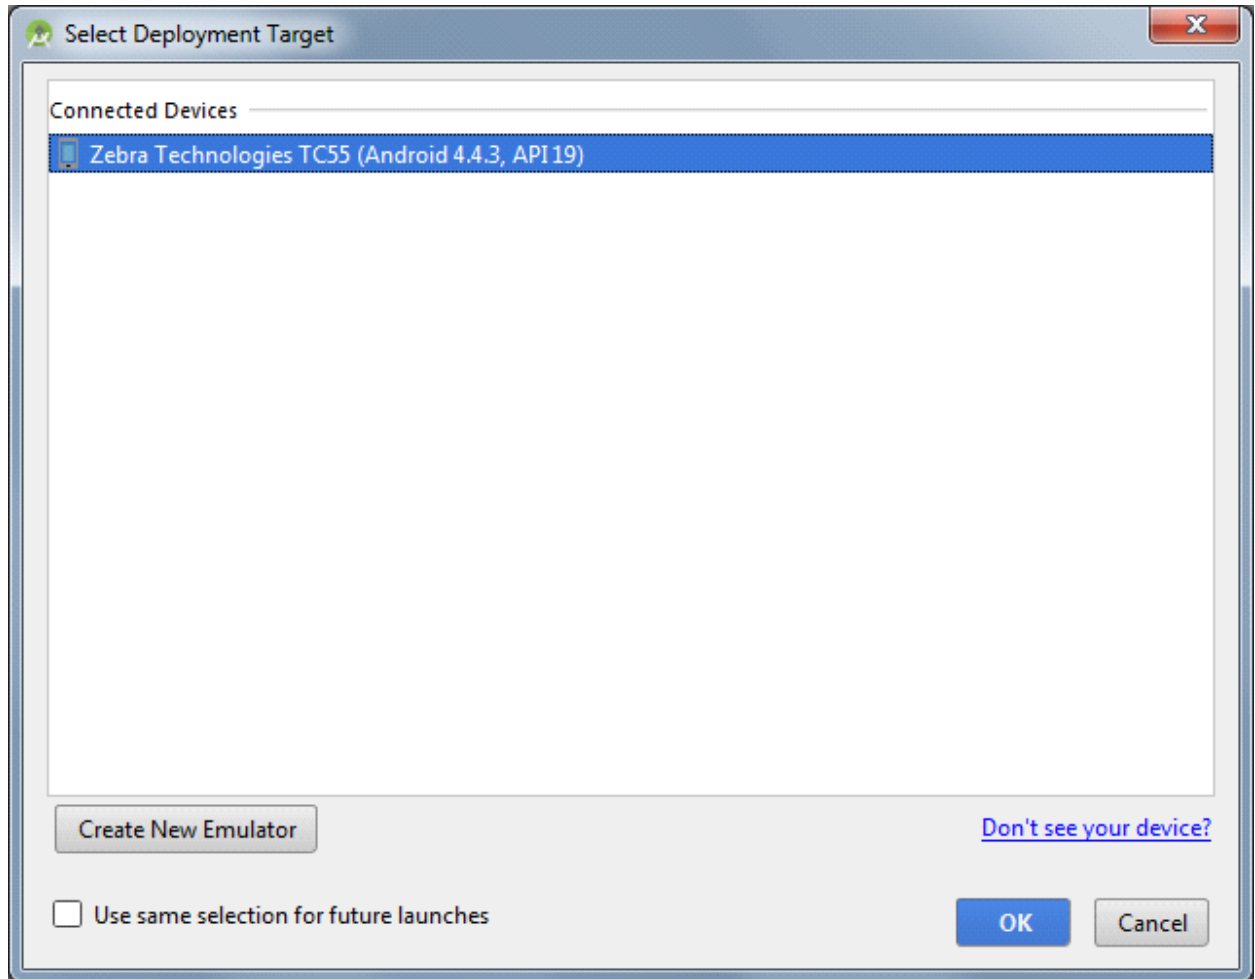 Select Deployment Target
Connected Devices
Zebra Technologies TC55 (Android 4.4.3, API 19)
Create New Emulator
Don't see your device?
Use same selection for future launches
OK
Cancel